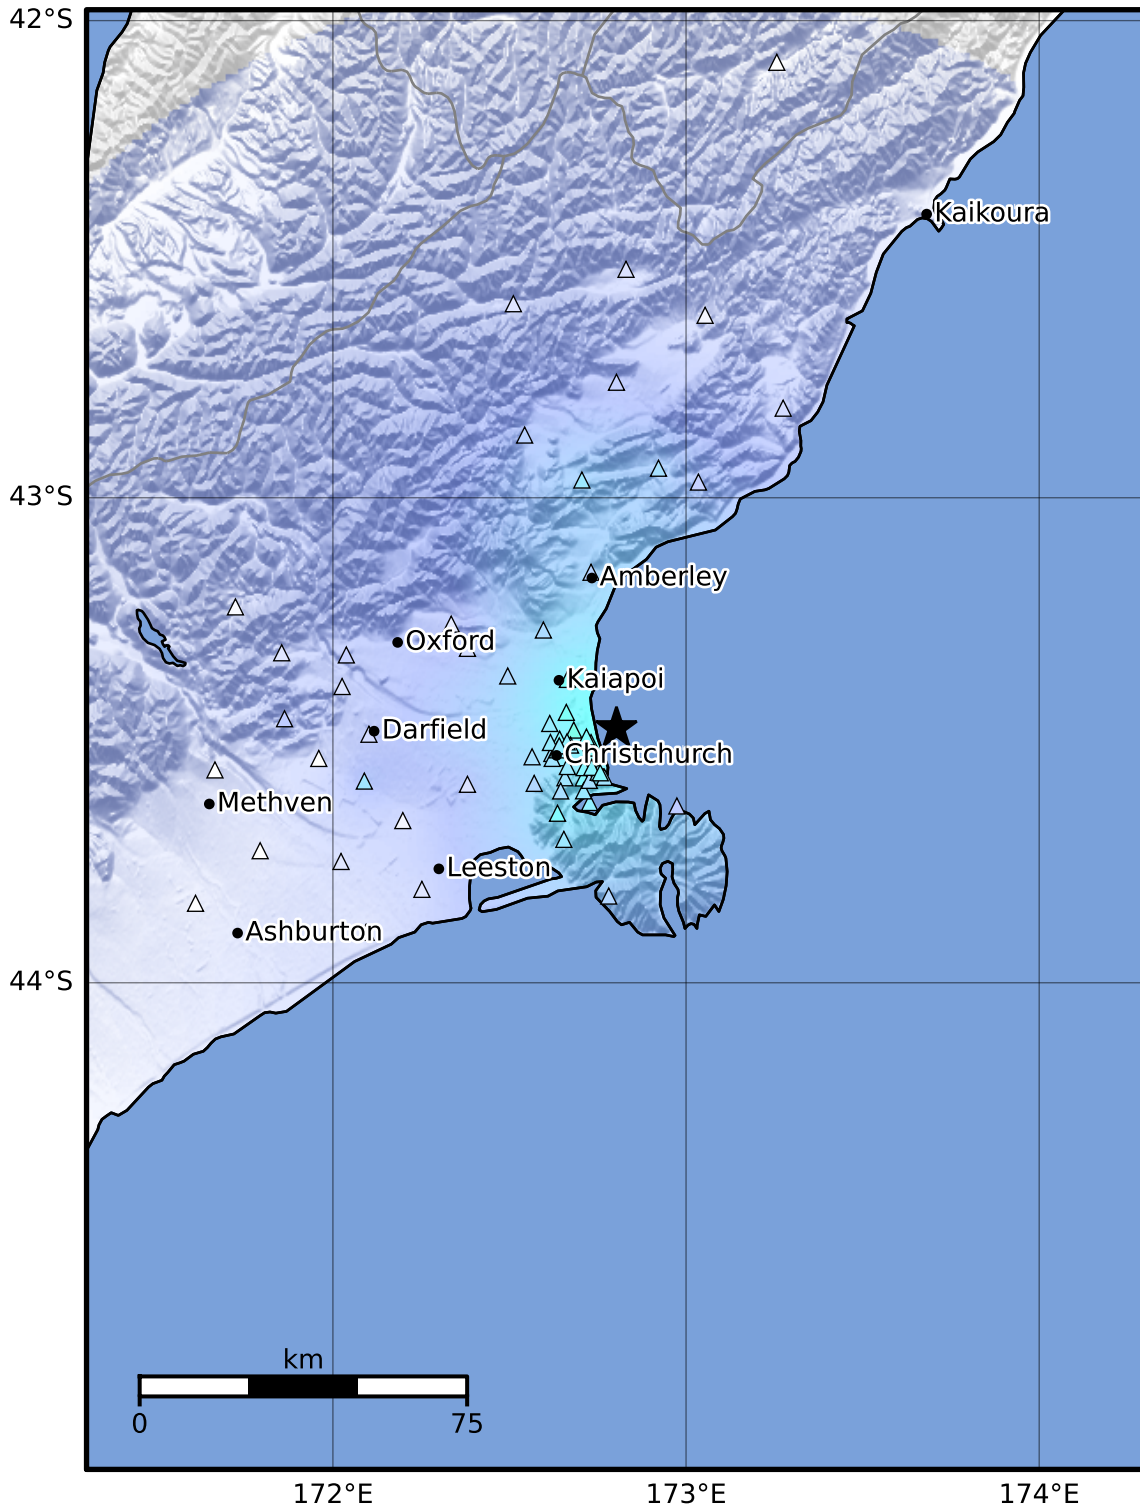 42°S
Kaikoura
43°S
Amberley
Oxford
Kaiapoi
Darfield
Christchurch
Methven
Leeston
Ashburton
44°S
km
0
75
172°E
173°E
174°E